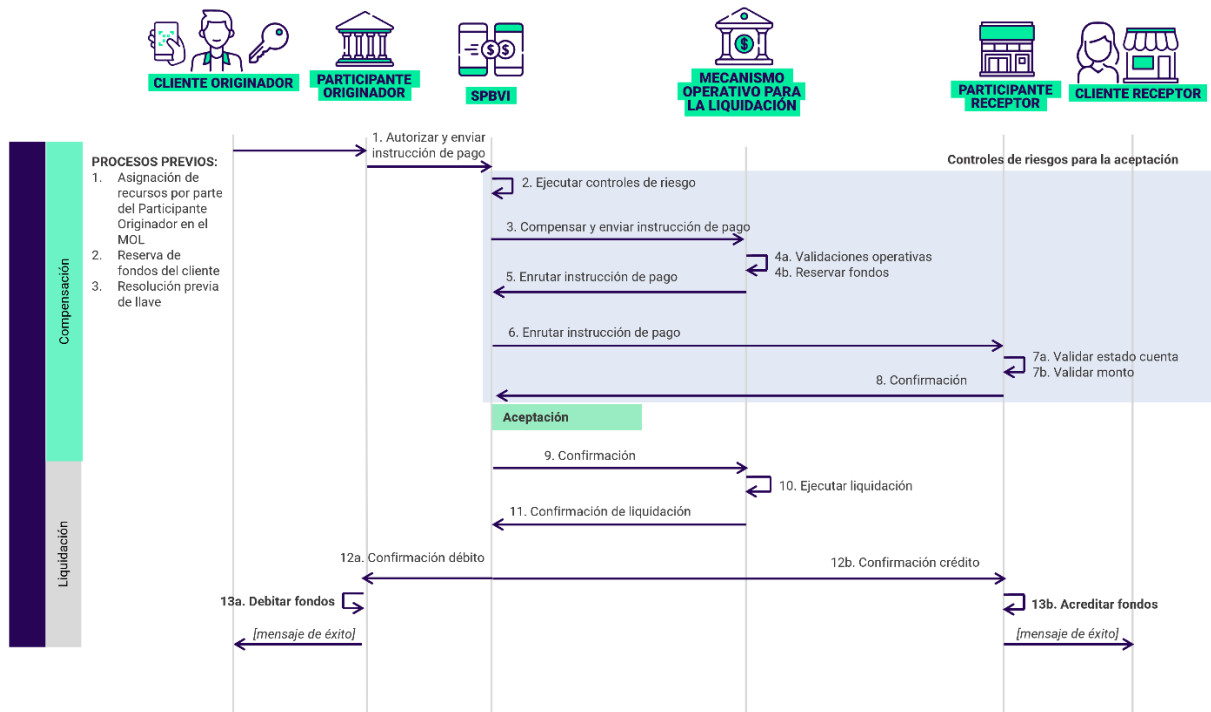 CLIENTE ORIGINADOR
PARTICIPANTE
ORIGINADOR
SPBVI
MECANISMO
OPERATIVO PARA
LA LIQUIDACIÓN
PARTICIPANTE
RECEPTOR
CLIENTE RECEPTOR
Compensación
Liquidación
PROCESOS PREVIOS:
1. Asignación de
recursos por parte
del Participante
Originador en el
MOL
2. Reserva de
fondos del cliente
3. Resolución previa
de llave
1. Autorizar y enviar
instrucción de pago
Controles de riesgos para la aceptación
2. Ejecutar controles de riesgo
3. Compensar y enviar instrucción de pago
4a. Validaciones operativas
4b. Reservar fondos
5. Enrutar instrucción de pago
6. Enrutar instrucción de pago
7a. Validar estado cuenta
7b. Validar monto
8. Confirmación
Aceptación
9. Confirmación
10. Ejecutar liquidación
11. Confirmación de liquidación
12a. Confirmación débito
12b. Confirmación crédito
13a. Debitar fondos
13b. Acreditar fondos
[mensaje de éxito]
[mensaje de éxito]